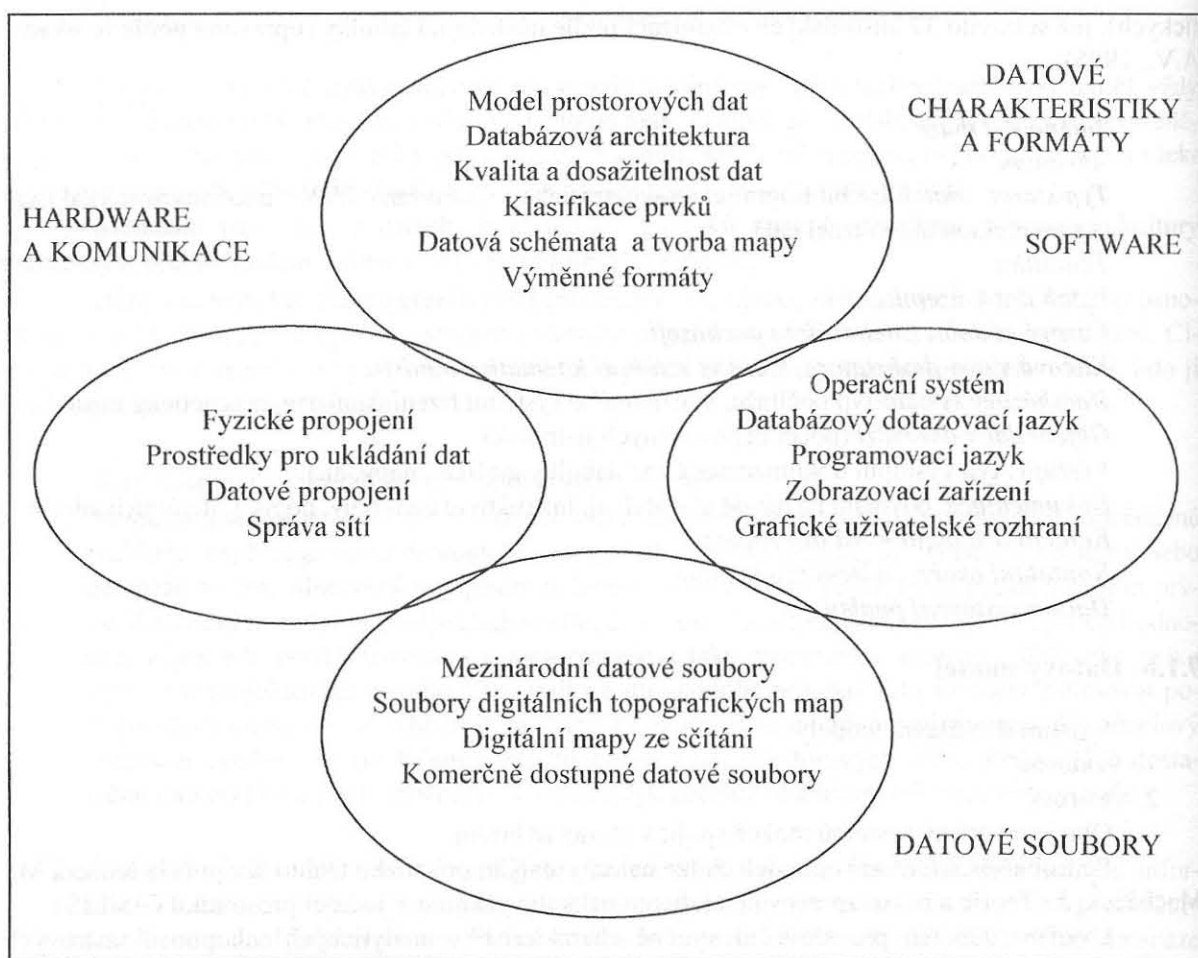 DATOVÉ
CHARAKTERISTIKY
A FORMÁTY
Model prostorových dat
Databázová architektura
Kvalita a dosažitelnost dat
Klasifikace prvků
Datová schémata a tvorba mapy
Výměnné formáty
HARDWARE
A KOMUNIKACE
SOFTWARE
Fyzické propojení
Prostředky pro ukládání dat
Datové propojení
Správa sítí
Operační systém
Databázový dotazovací jazyk
Programovací jazyk
Zobrazovací zařízení
Grafické uživatelské rozhraní
Mezinárodní datové soubory
Soubory digitálních topografických map
Digitální mapy ze sčítání
Komerčně dostupné datové soubory
DATOVÉ SOUBORY